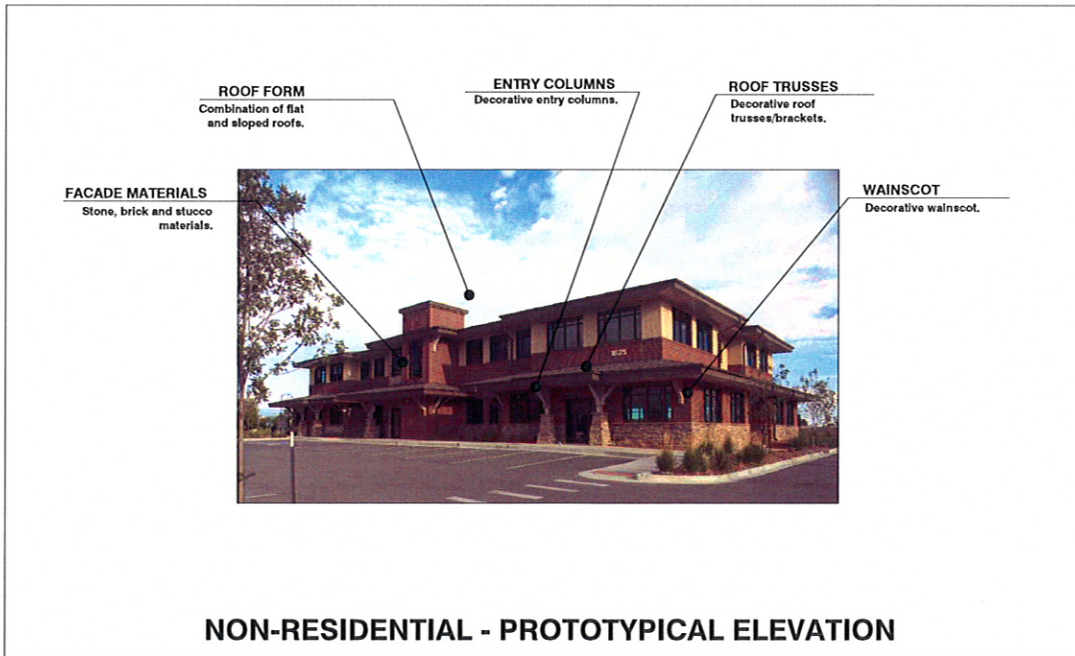 ROOF FORM
Combination of flat
and sloped roofs.
ENTRY COLUMNS
Decorative entry columns.
ROOF TRUSSES
Decorative roof
trusses/brackets.
FACADE MATERIALS
Stone, brick and stucco
materials.
WAINSCOT
Decorative wainscot.
1625
NON-RESIDENTIAL - PROTOTYPICAL ELEVATION